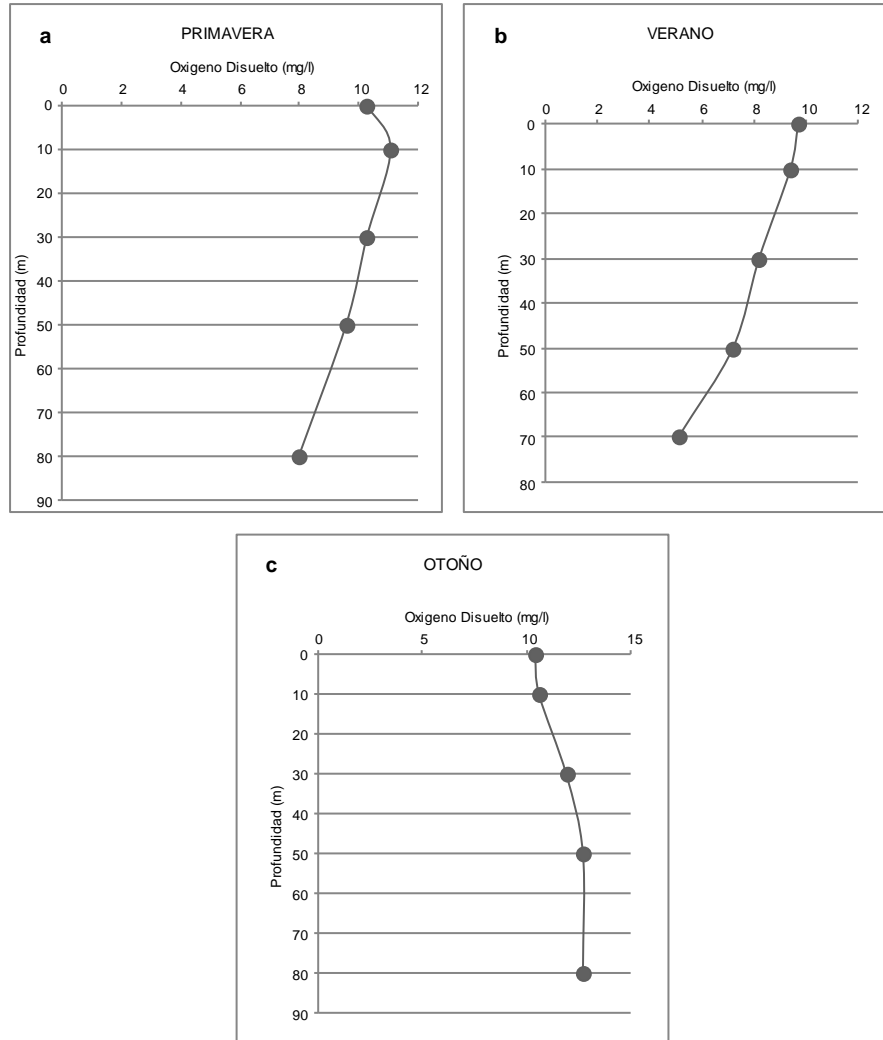 a PRIMAVERA
Oxigeno Disuelto (mg/l)
0 2 4 6 8 10 12
Profundidad (m)
0
10
20
30
40
50
60
70
80
90
b VERANO
Oxigeno Disuelto (mg/l)
0 2 4 6 8 10 12
Profundidad (m)
0
10
20
30
40
50
60
70
80
c OTOÑO
Oxigeno Disuelto (mg/l)
0 5 10 15
Profundidad (m)
0
10
20
30
40
50
60
70
80
90